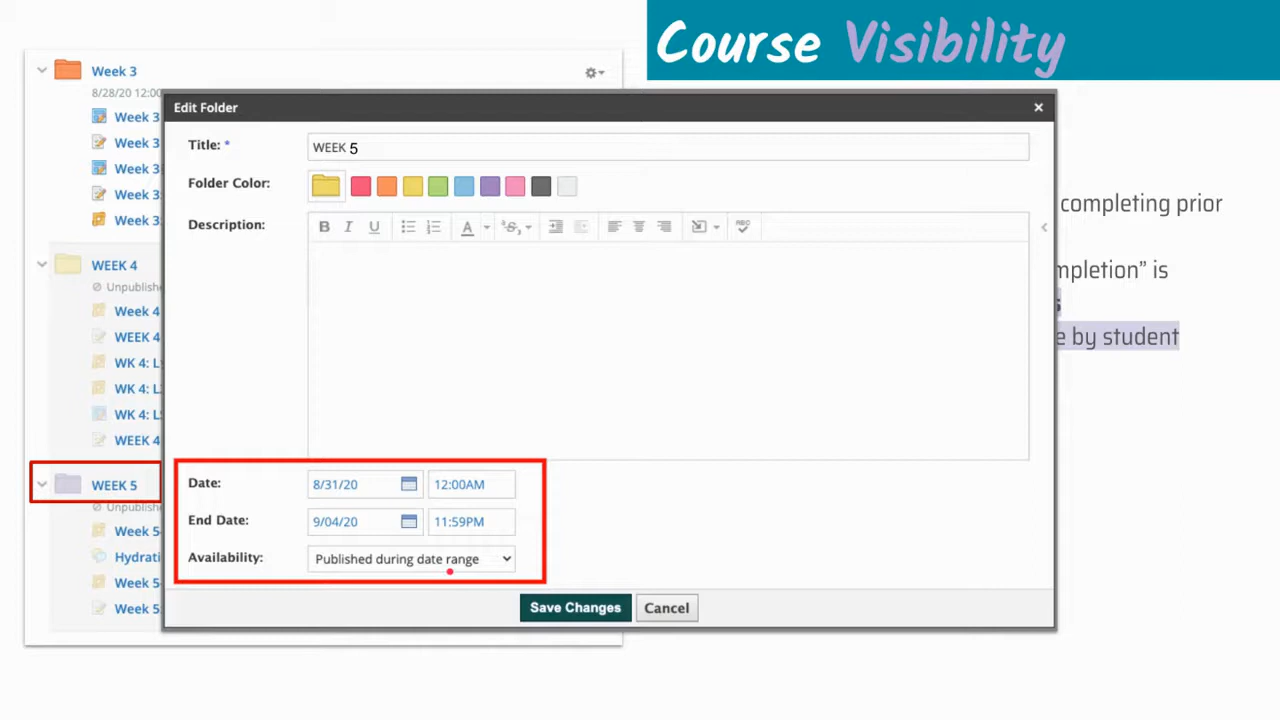 Course Visibility
Week 3
8/28/20 12:00
Week 3
Week 3
Week 3
Week 3
Week 3
WEEK 4
Unpublish
Week 4
WEEK 4
WK 4: L
WK 4: L
WK 4: L
WEEK 4
WEEK 5
Unpublish
Week 5
Hydrati
Week 5
Week 5
Edit Folder
×
Title: *
WEEK 5
Folder Color:
Description:
B I U
A
S
ABC
Date:
8/31/20
12:00AM
End Date:
9/04/20
11:59PM
Availability:
Published during date range
Save Changes
Cancel
completing prior
mpletion” is
s
e by student